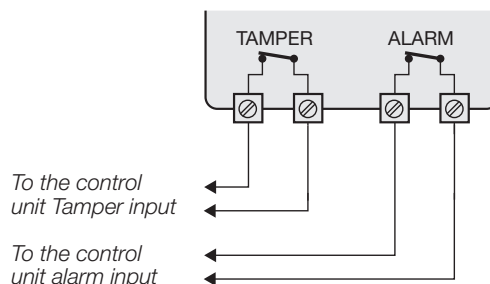 TAMPER
ALARM
To the control
unit Tamper input
To the control
unit alarm input